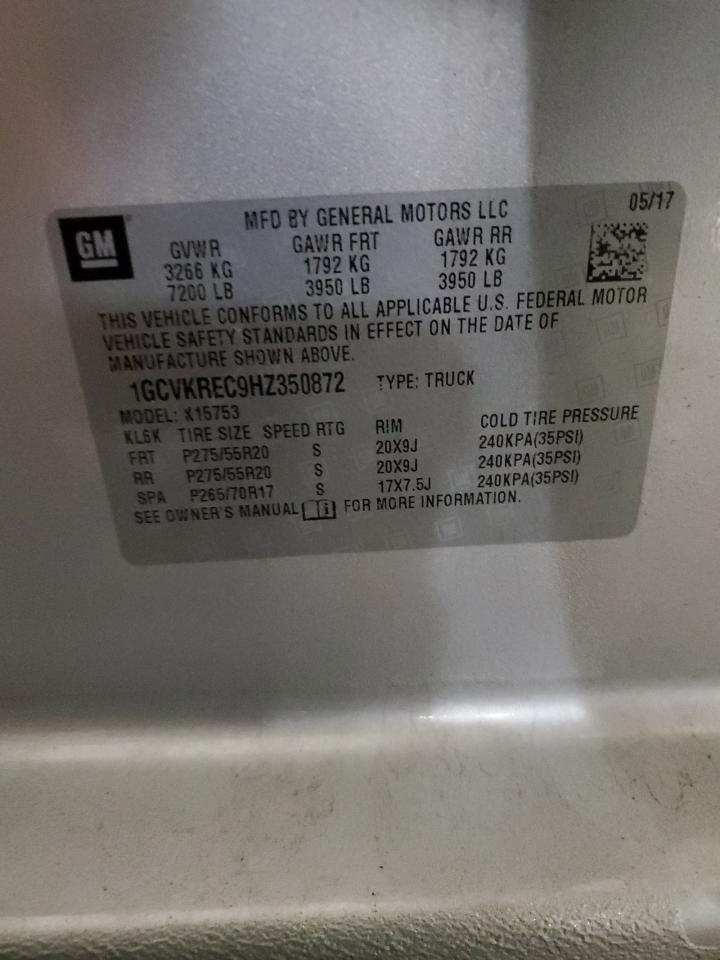 GM
MFD BY GENERAL MOTORS LLC 05/17
GVWR GAWR FRT GAWR RR
3266 KG 1792 KG 1792 KG
7200 LB 3950 LB 3950 LB
THIS VEHICLE CONFORMS TO ALL APPLICABLE U.S. FEDERAL MOTOR
VEHICLE SAFETY STANDARDS IN EFFECT ON THE DATE OF
MANUFACTURE SHOWN ABOVE.
1GCVKREC9HZ350872 TYPE: TRUCK
MODEL: X15753
KL6K TIRE SIZE SPEED RTG RIM COLD TIRE PRESSURE
FRT P275/55R20 S 20X9J 240KPA(35PSI)
RR P275/55R20 S 20X9J 240KPA(35PSI)
SPA P265/70R17 S 17X7.5J 240KPA(35PSI)
SEE OWNER'S MANUAL FOR MORE INFORMATION.